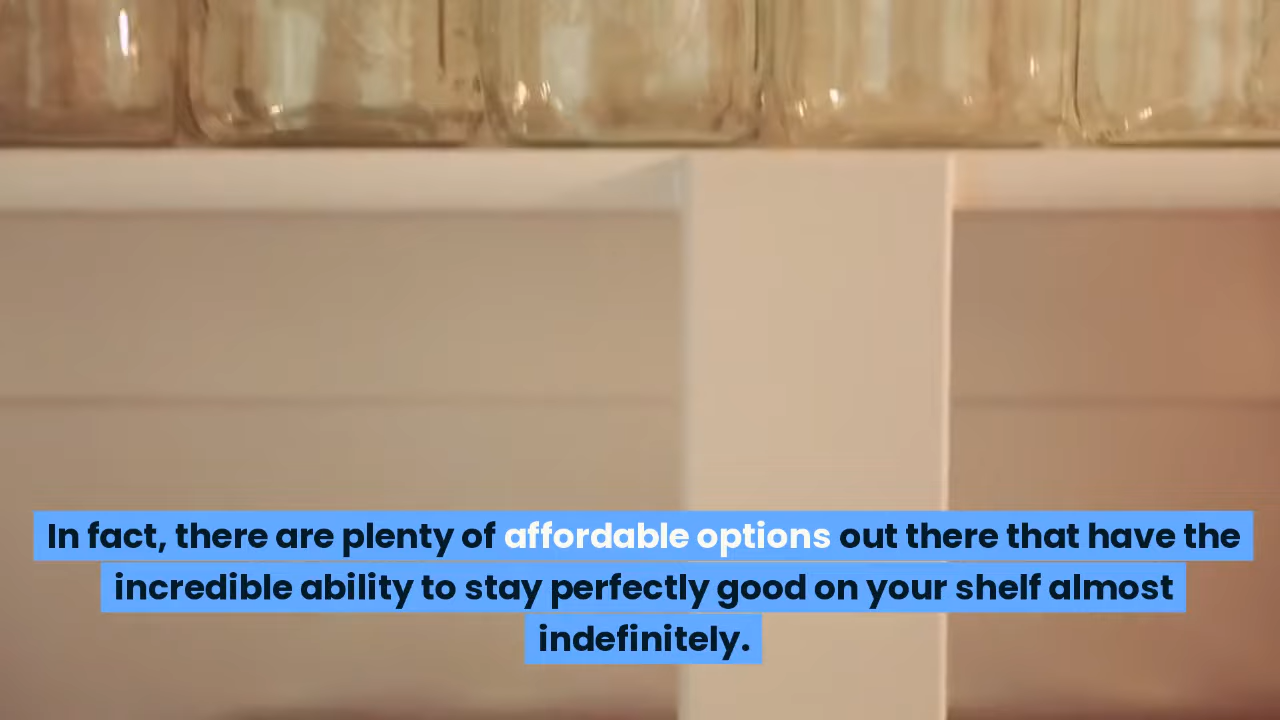 In fact, there are plenty of affordable options out there that have the
incredible ability to stay perfectly good on your shelf almost
indefinitely.